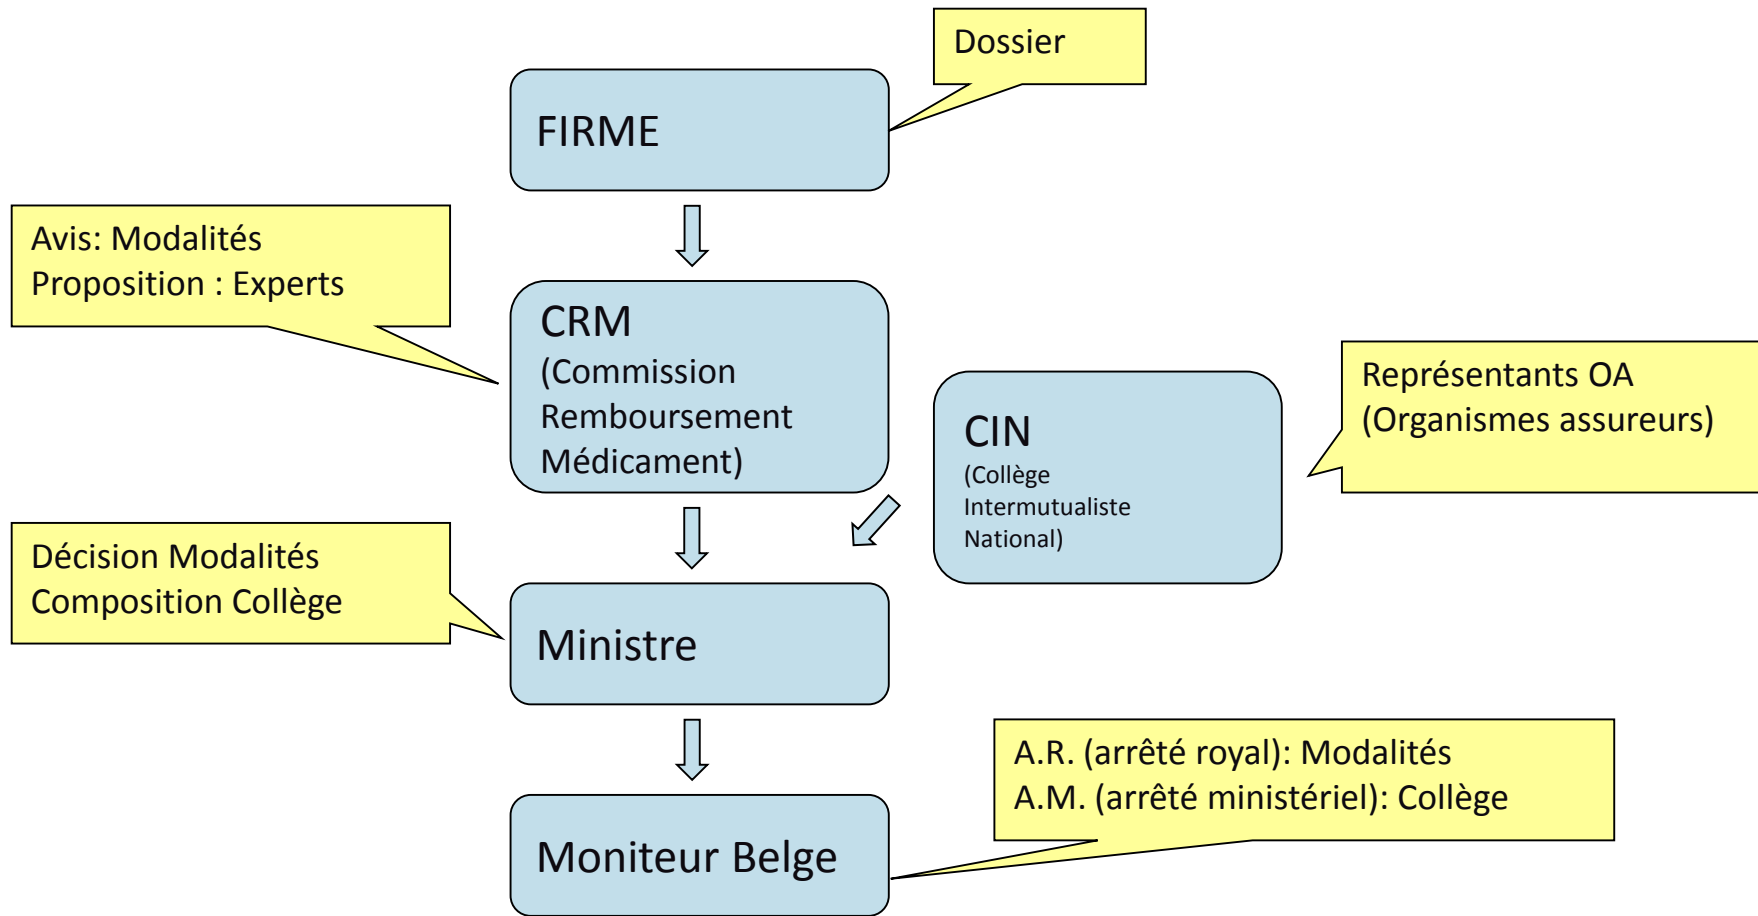 Dossier
FIRME
Avis: Modalités
Proposition : Experts
CRM
(Commission
Remboursement
Médicament)
Représentants OA
(Organismes assureurs)
CIN
(Collège
Intermutualiste
National)
Décision Modalités
Composition Collège
Ministre
A.R. (arrêté royal): Modalités
A.M. (arrêté ministériel): Collège
Moniteur Belge